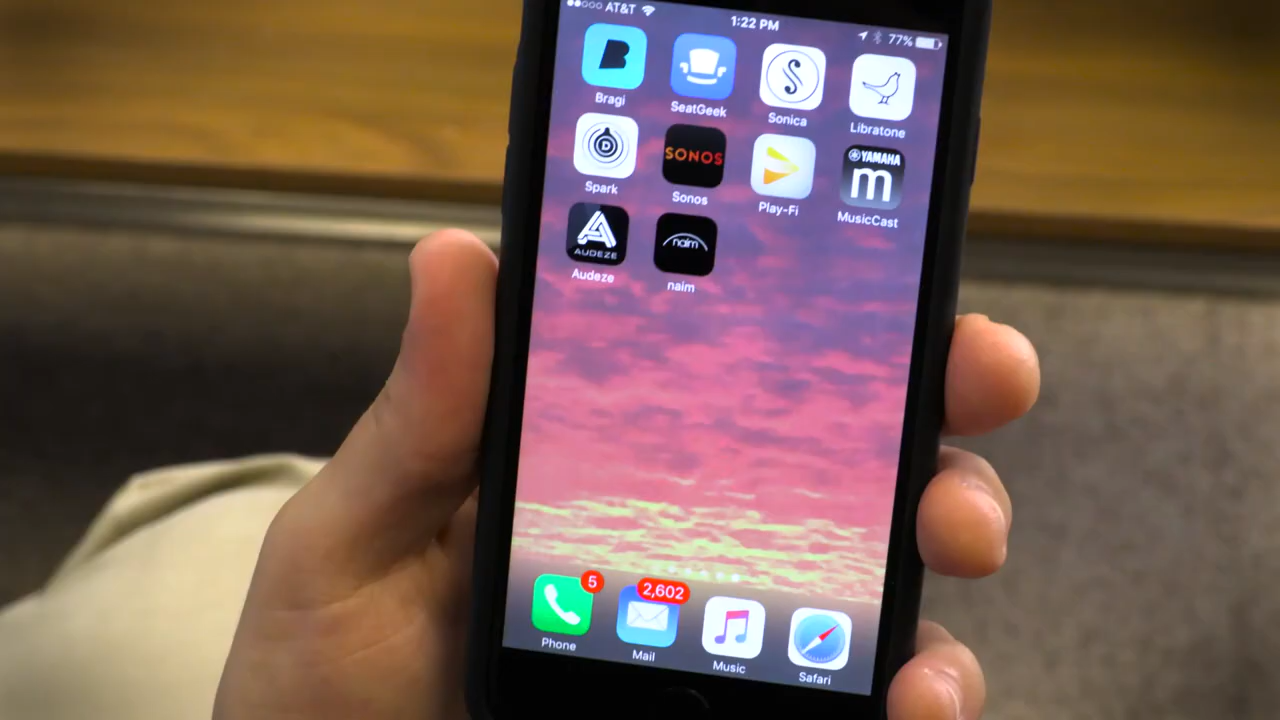 AT&T 1:22 PM 77%
B
Bragi SeatGeek Sonica Libratone
D SONOS YAMAHA
m
Spark Sonos Play-Fi MusicCast
AUDEZE naim
Audeze naim
5 2,602
Phone Mail Music Safari